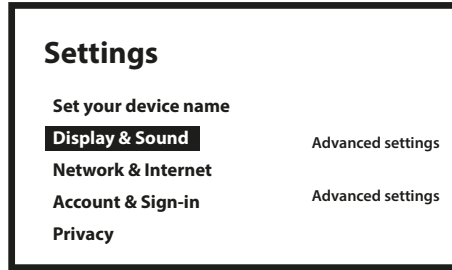 Settings
Set your device name
Display & Sound
Advanced settings
Network & Internet
Account & Sign-in
Advanced settings
Privacy